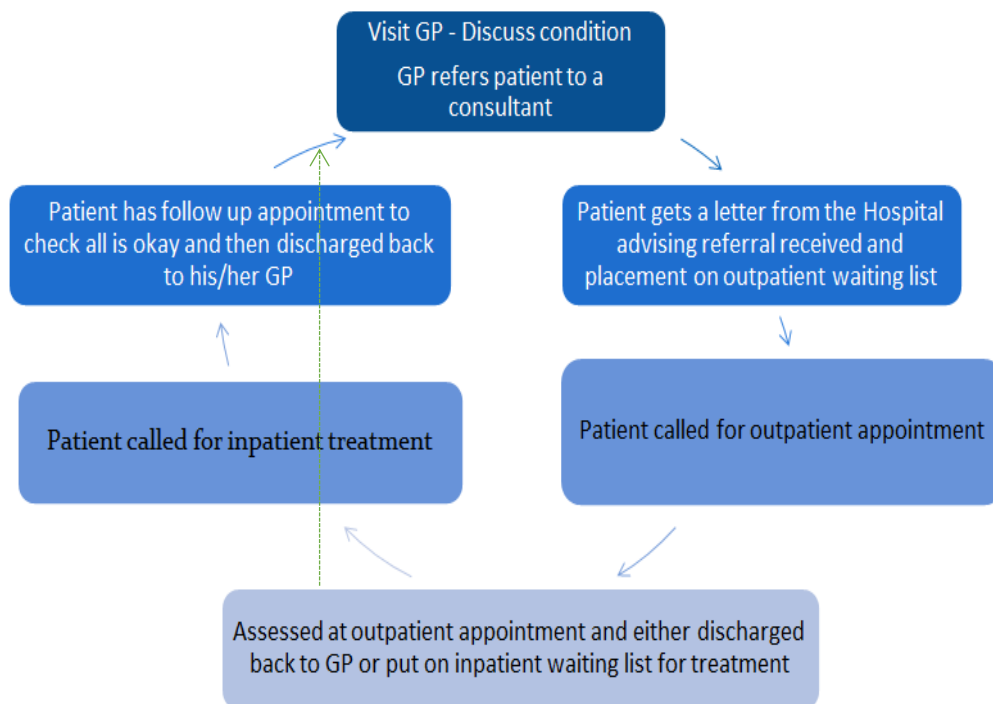 Visit GP - Discuss condition
GP refers patient to a
consultant
Patient gets a letter from the Hospital
advising referral received and
placement on outpatient waiting list
Patient called for outpatient appointment
Assessed at outpatient appointment and either discharged
back to GP or put on inpatient waiting list for treatment
Patient called for inpatient treatment
Patient has follow up appointment to
check all is okay and then discharged back
to his/her GP